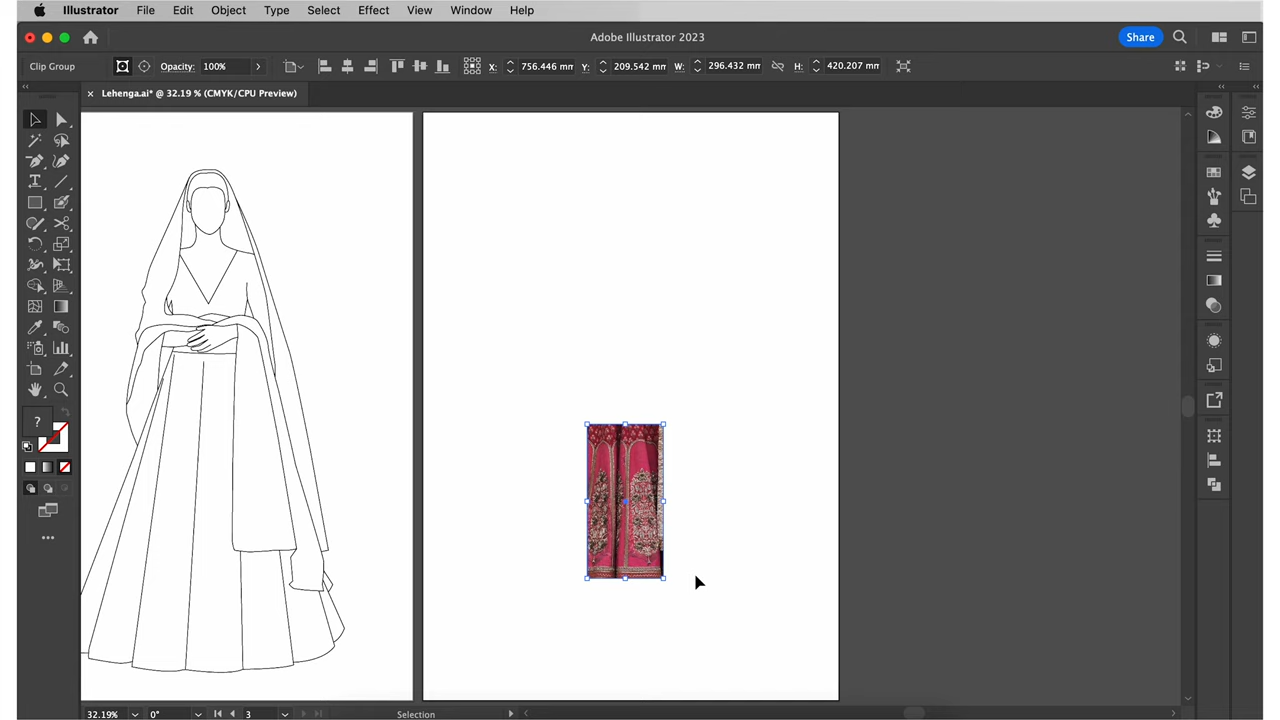 Illustrator File Edit Object Type Select Effect View Window Help
Adobe Illustrator 2023
Share
Clip Group Opacity: 100% X: 756.446 mm Y: 209.542 mm W: 296.432 mm H: 420.207 mm
× Lehenga.ai* @ 32.19 % (CMYK/CPU Preview)
?
32.19% 0° 3 Selection